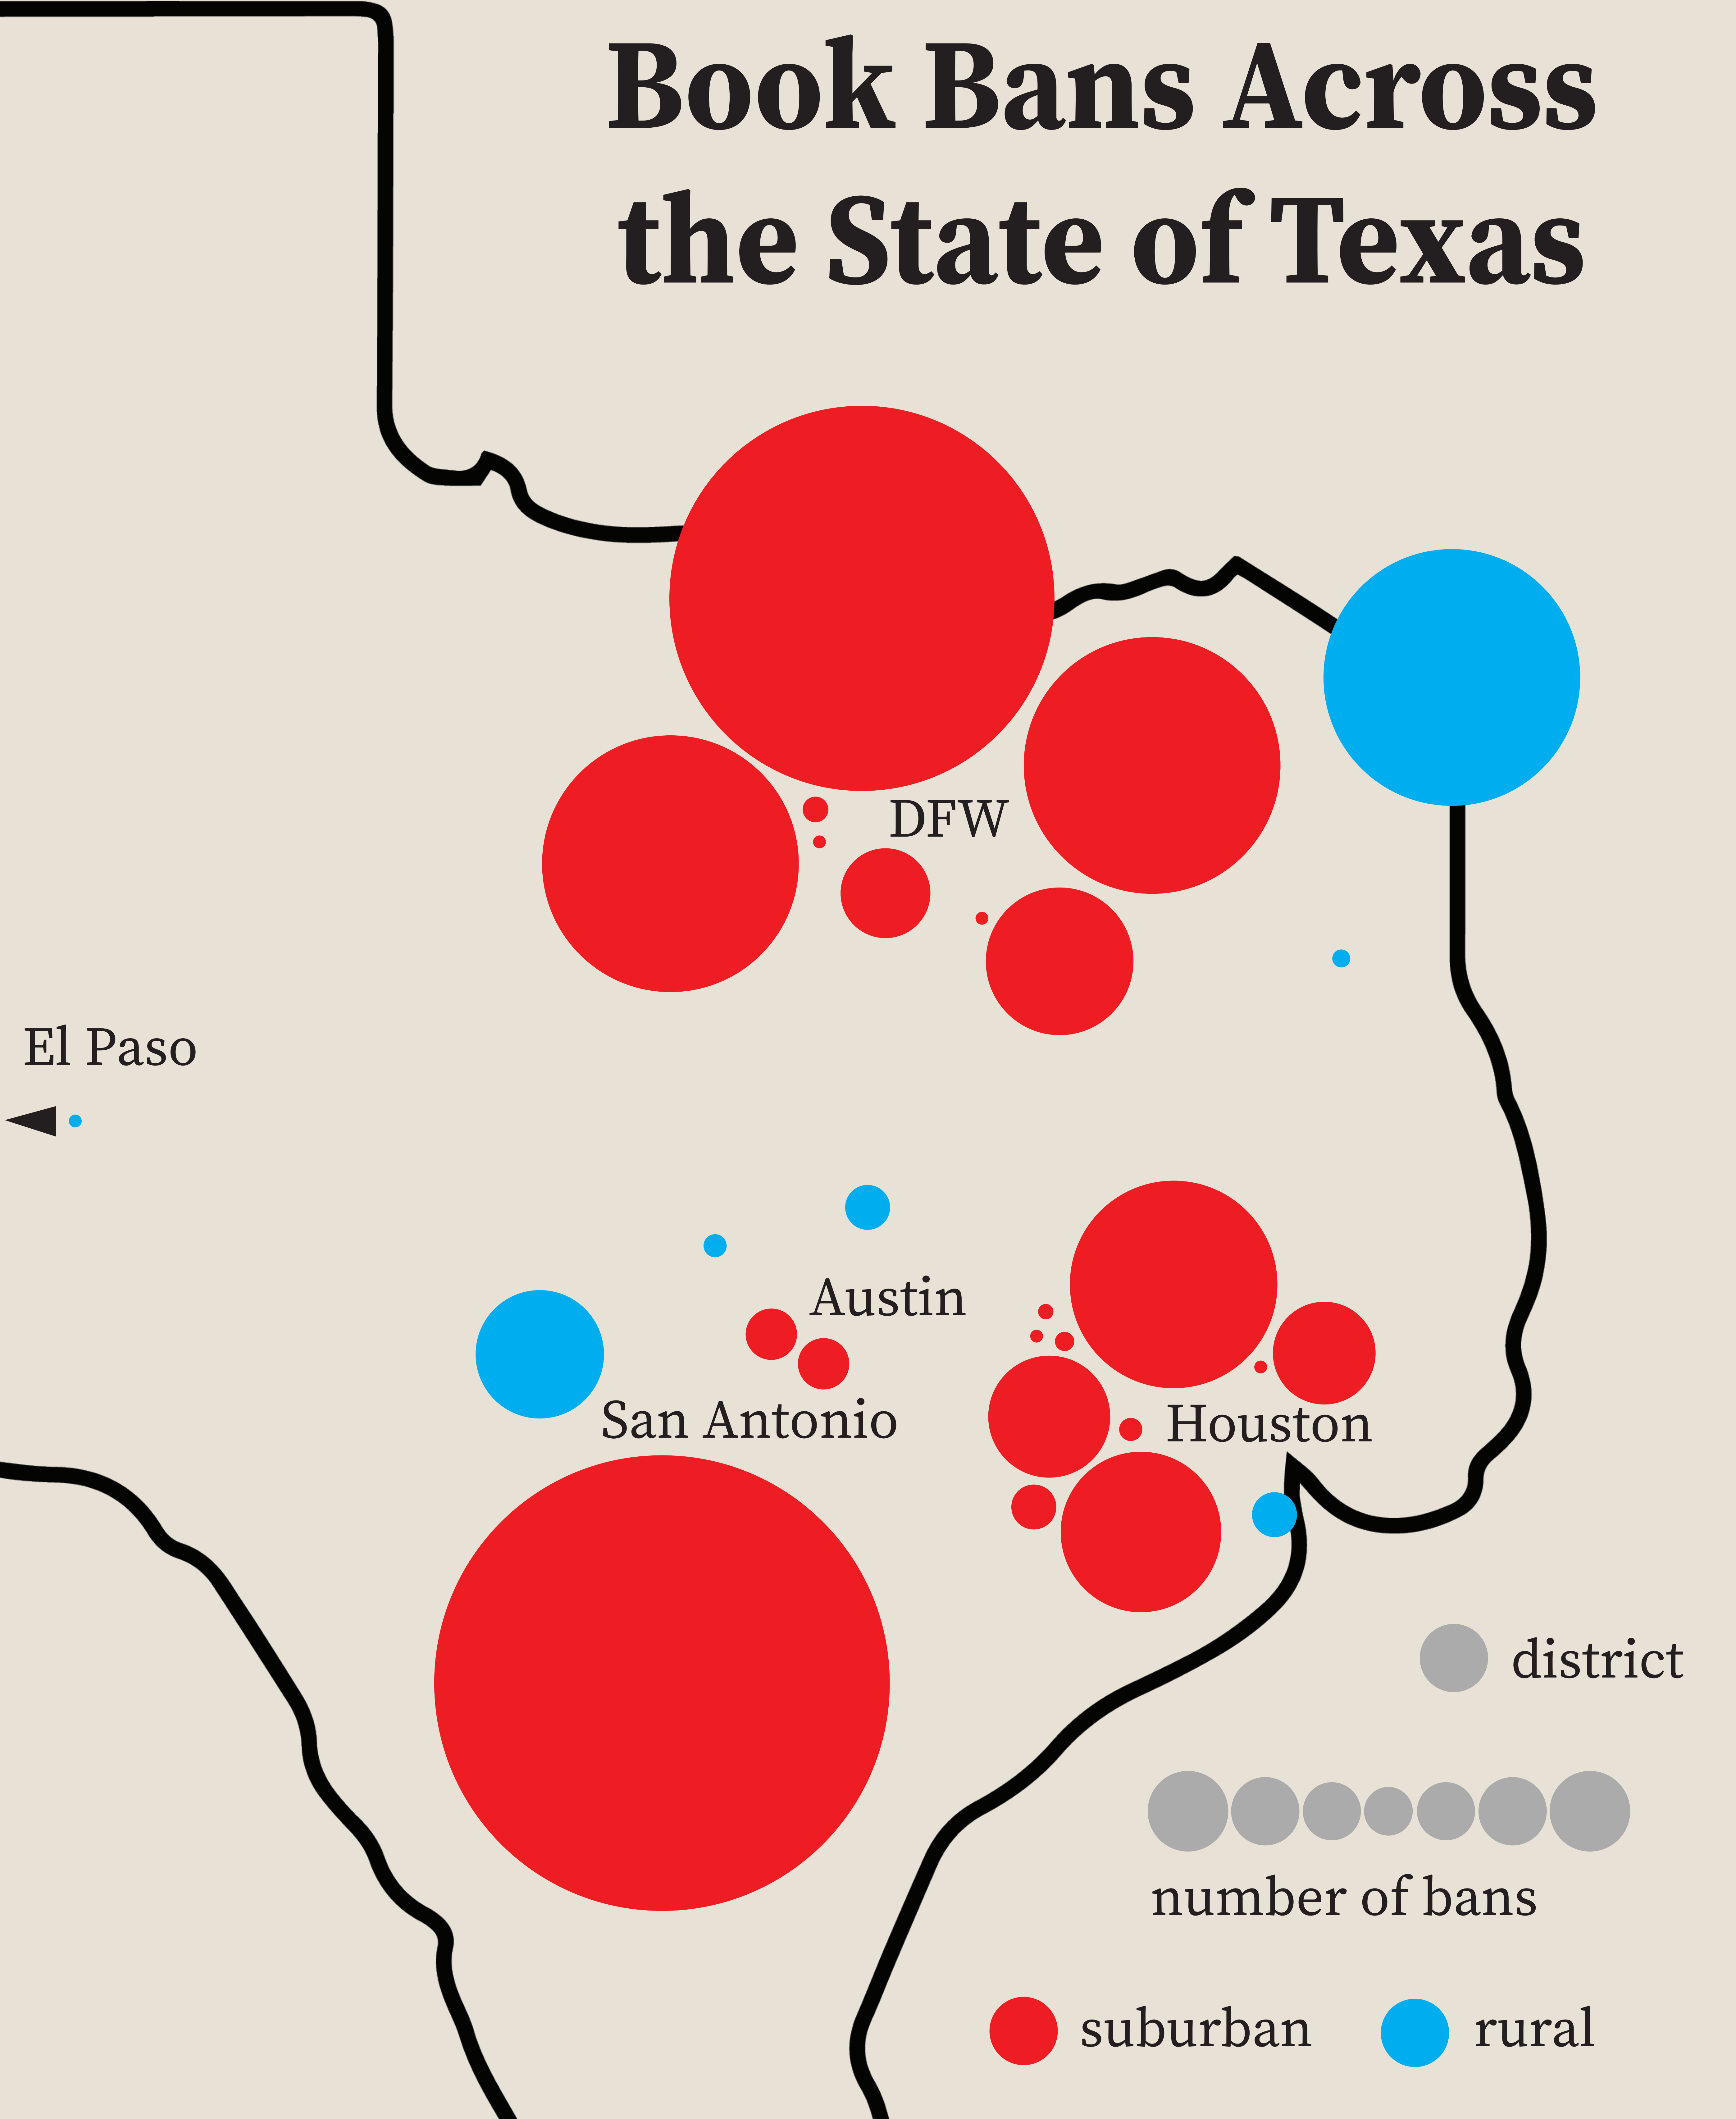 Book Bans Across
the State of Texas
DFW
El Paso
Austin
San Antonio
Houston
district
number of bans
suburban
rural